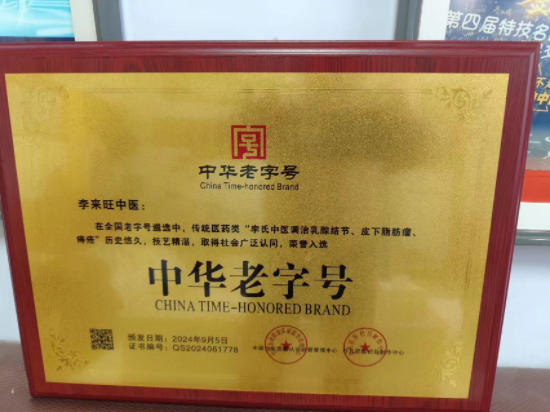 第四届特技名
中华老字号
China Time-honored Brand
李来旺中医：
在全国老字号遴选中，传统医药类“李氏中医调治乳腺结节、皮下脂肪瘤、
痔疮”历史悠久，技艺精湛，取得社会广泛认同，荣誉入选
中华老字号
CHINA TIME-HONORED BRAND
颁发日期：2024年9月5日
证书编号：QS2024061778